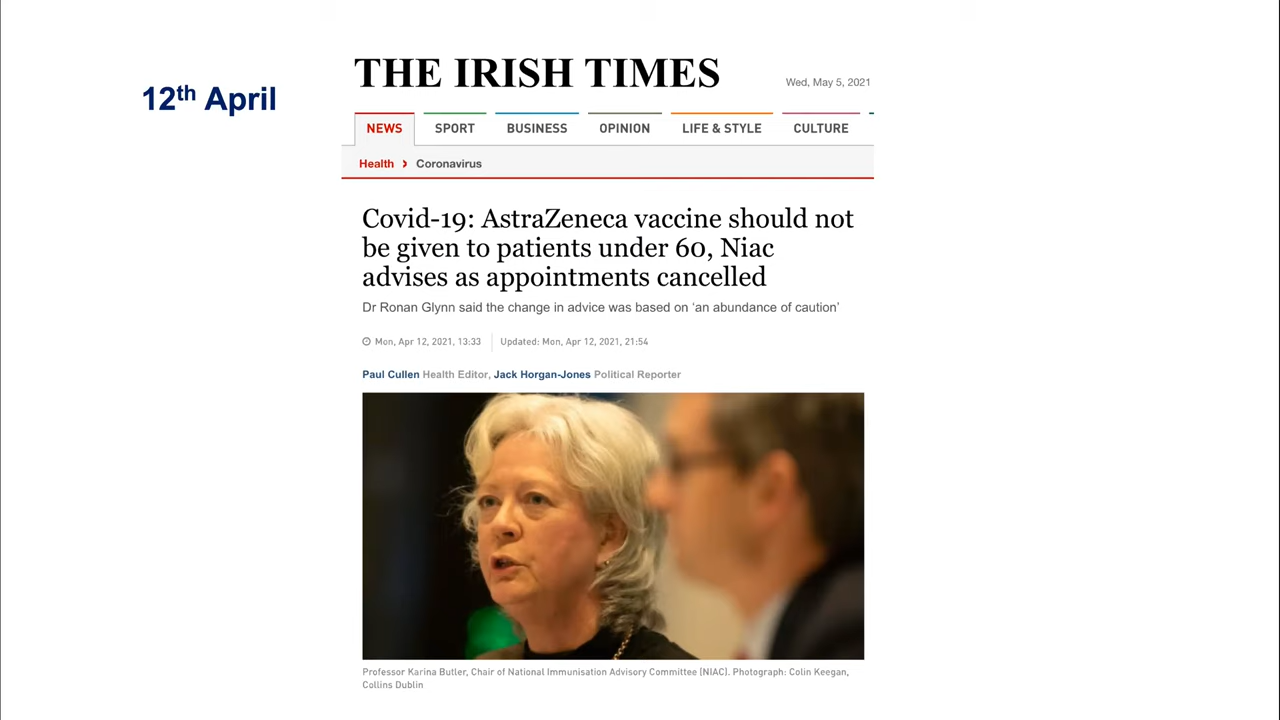 12th April
THE IRISH TIMES
Wed, May 5, 2021
NEWS SPORT BUSINESS OPINION LIFE & STYLE CULTURE
Health › Coronavirus
Covid-19: AstraZeneca vaccine should not
be given to patients under 60, Niac
advises as appointments cancelled
Dr Ronan Glynn said the change in advice was based on ‘an abundance of caution’
Mon, Apr 12, 2021, 13:33 Updated: Mon, Apr 12, 2021, 21:54
Paul Cullen Health Editor, Jack Horgan-Jones Political Reporter
Professor Karina Butler, Chair of National Immunisation Advisory Committee (NIAC). Photograph: Colin Keegan,
Collins Dublin